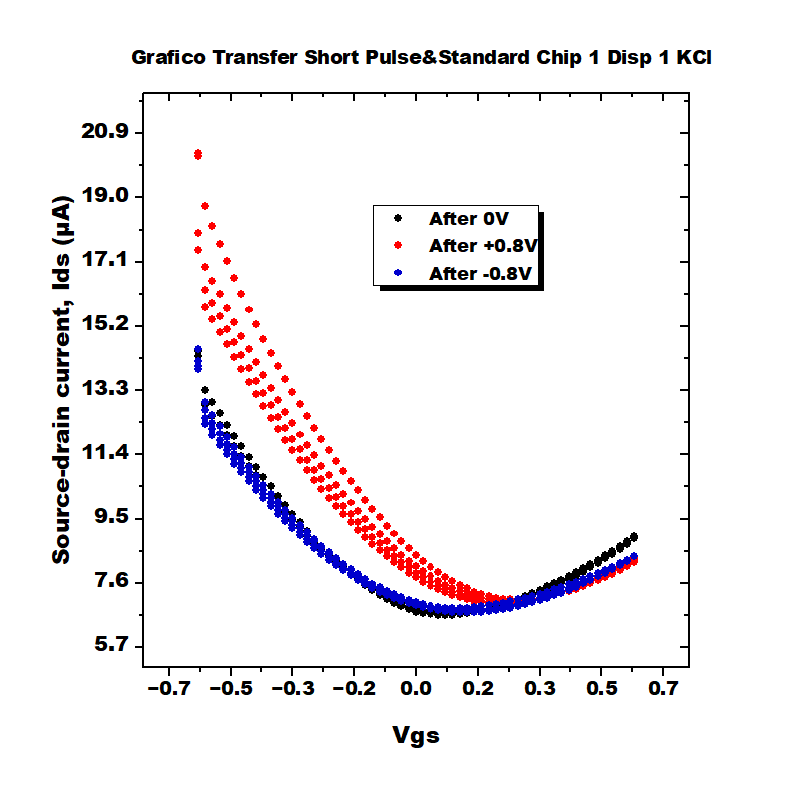 Grafico Transfer Short Pulse&Standard Chip 1 Disp 1 KCl
20.9
19.0
17.1
15.2
13.3
11.4
9.5
7.6
5.7
Source-drain current, Ids (µA)
After 0V
After +0.8V
After -0.8V
−0.7 −0.5 −0.3 −0.2 0.0 0.2 0.3 0.5 0.7
Vgs